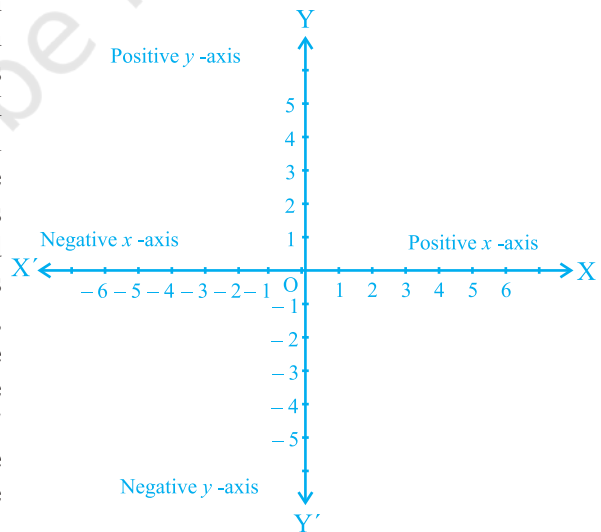 Y
Positive y -axis
5
4
3
2
1
Negative x -axis
Positive x -axis
X′
X
– 6 – 5 – 4 – 3 – 2 – 1 O 1 2 3 4 5 6
– 1
– 2
– 3
– 4
– 5
Negative y -axis
Y′
be